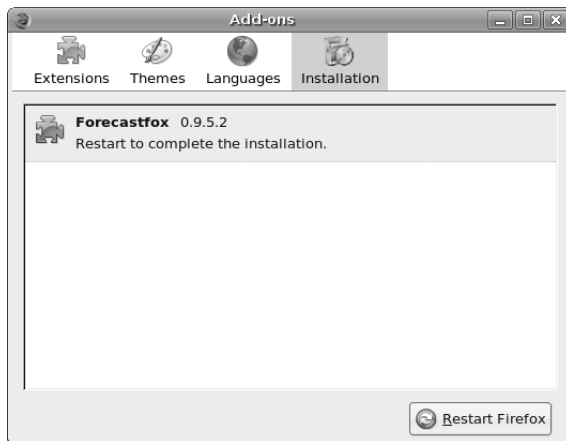 Add-ons
Extensions Themes Languages Installation
Forecastfox 0.9.5.2
Restart to complete the installation.
Restart Firefox